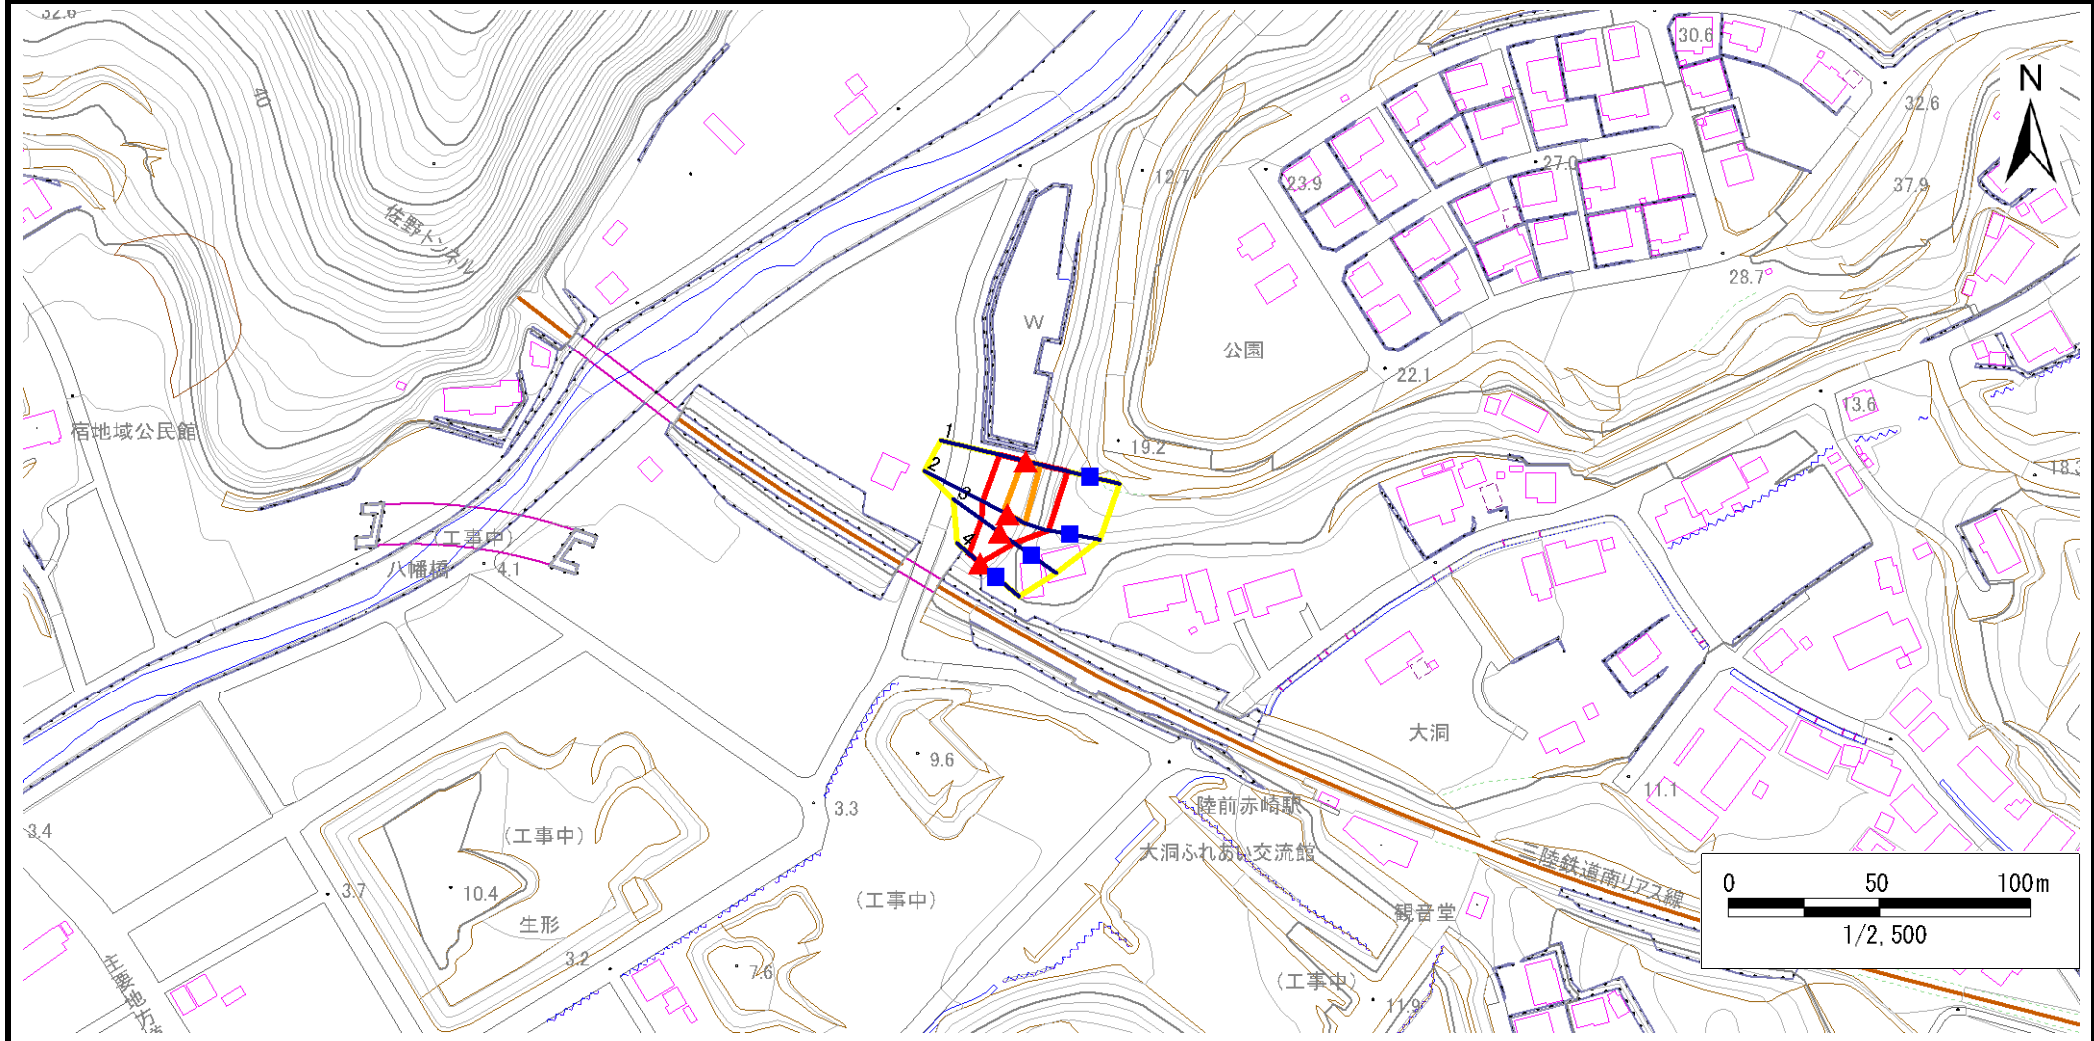 32.6
40
佐野トンネル
30.6
N
32.6
27.0
23.9
12.7
37.9
28.7
W
公園
22.1
13.6
宿地域公民館
1
2
3
4
19.2
18.3
(工事中)
八幡橋
4.1
9.6
大洞
11.1
3.3
3.4
(工事中)
陸前赤崎駅
大洞ふれあい交流館
三陸鉄道南リアス線
3.7
10.4
生形
(工事中)
観音堂
3.2
7.6
(工事中)
11.9
主要地方
0 50 100m
1/2,500